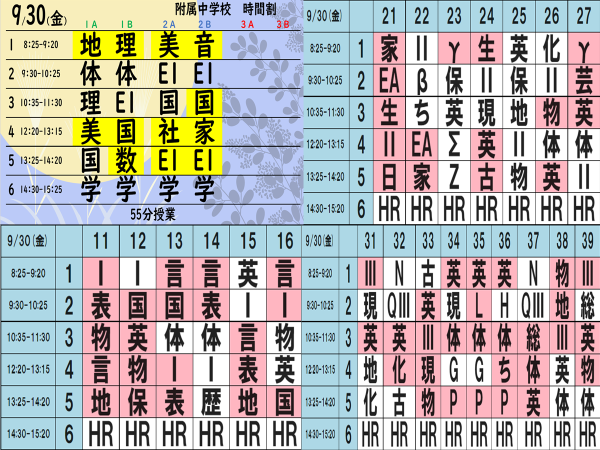 9/30(金) 附属中学校 時間割
1A 1B 2A 2B 3A 3B
1 8:25-9:20 地 理 美 音
2 9:30-10:25 体 体 EI EI
3 10:35-11:30 理 EI 国 国
4 12:20-13:15 美 国 社 家
5 13:25-14:20 国 数 EI EI
6 14:30-15:25 学 学 学 学
55分授業
9/30(金) 21 22 23 24 25 26 27
8:25-9:20 1 家 II γ 生 英 化 γ
9:30-10:25 2 EA β 保 II 保 II 芸
10:35-11:30 3 生 ち 英 現 地 物 英
12:20-13:15 4 II EA Σ 英 II 体 体
13:25-14:20 5 日 家 Z 古 物 英 II
14:30-15:20 6 HR HR HR HR HR HR HR
9/30(金) 11 12 13 14 15 16
8:25-9:20 1 I I 言 言 英 言
9:30-10:25 2 表 国 国 表 I I
10:35-11:30 3 物 英 体 体 言 物
12:20-13:15 4 言 物 I I 表 英
13:25-14:20 5 地 保 表 歴 地 国
14:30-15:20 6 HR HR HR HR HR HR
9/30(金) 31 32 33 34 35 36 37 38 39
8:25-9:20 1 III N 古 英 英 英 N 物 III
9:30-10:25 2 現 QIII 英 現 L H QIII 地 総
10:35-11:30 3 英 英 III 体 体 体 総 III 英
12:20-13:15 4 地 化 現 G G ち 体 英 物
13:25-14:20 5 化 古 物 P P P 英 体 体
14:30-15:20 6 HR HR HR HR HR HR HR HR HR